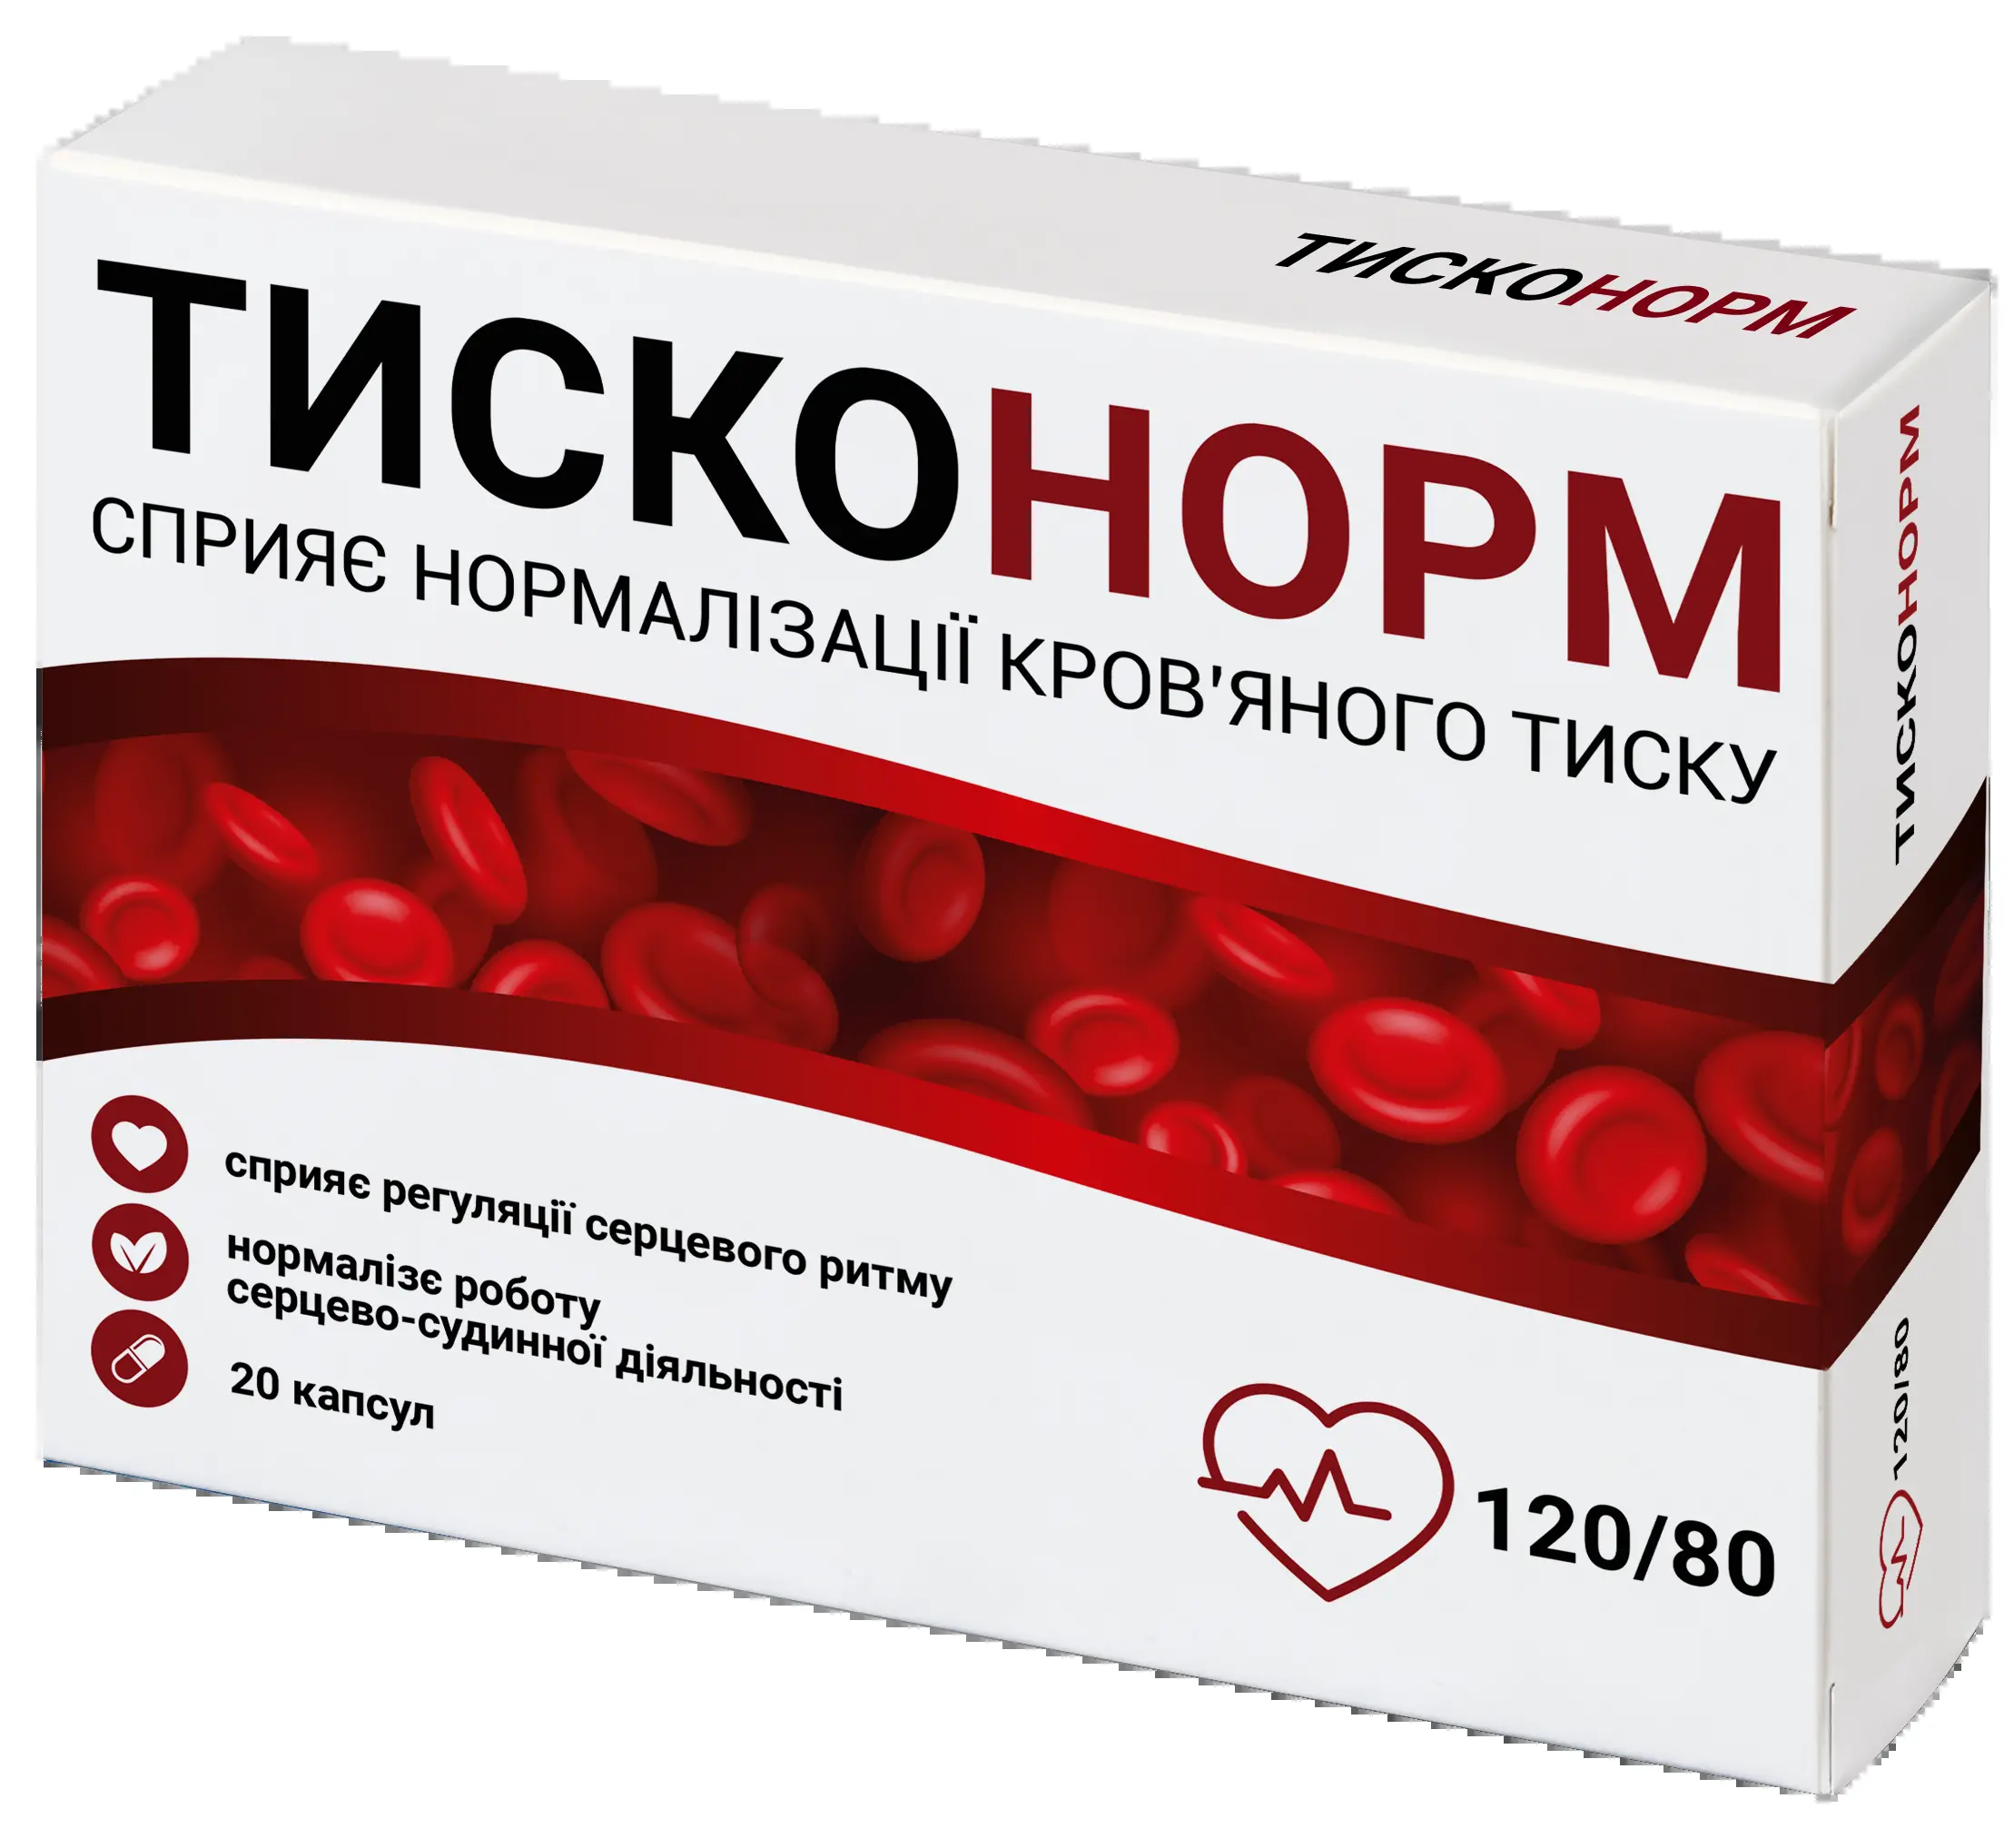 ТИСКОНОРМ
ТИСКОНОРМ
СПРИЯЄ НОРМАЛІЗАЦІЇ КРОВ’ЯНОГО ТИСКУ
сприяє регуляції серцевого ритму
нормалізє роботу
серцево-судинної діяльності
20 капсул
120/80
ТИСКОНОРМ
120/80